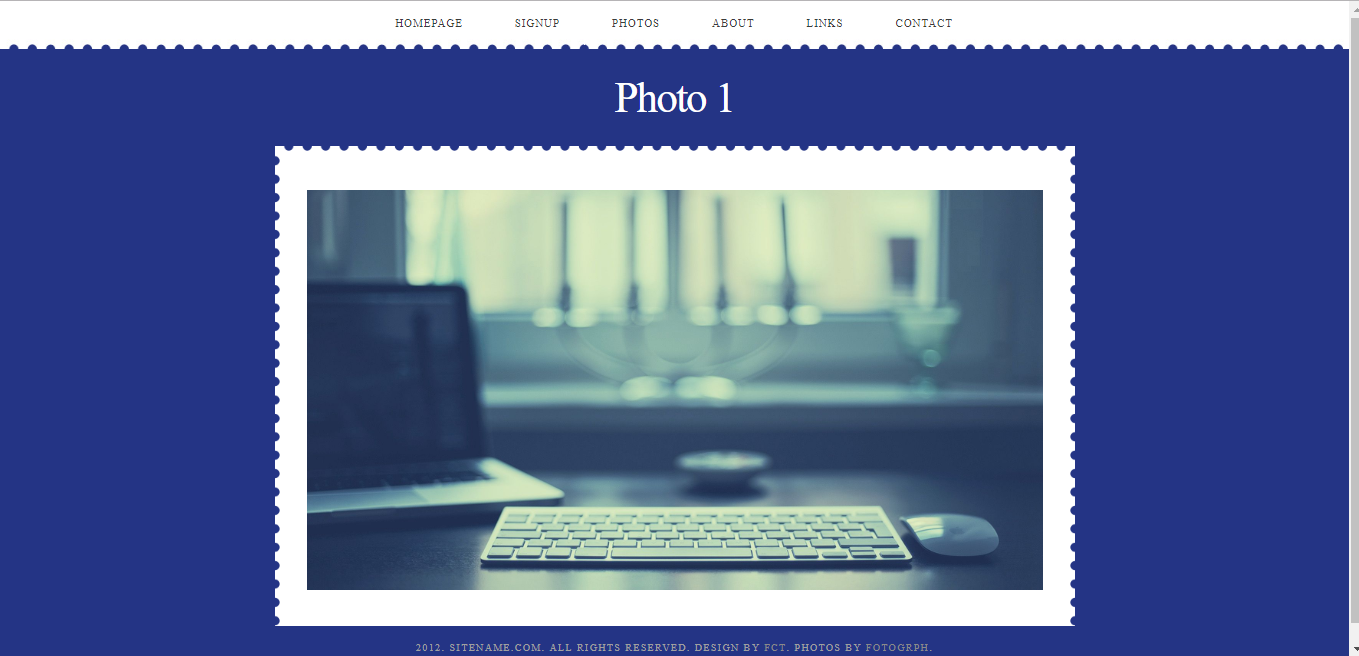 HOMEPAGE SIGNUP PHOTOS ABOUT LINKS CONTACT
Photo 1
2012. SITENAME.COM. ALL RIGHTS RESERVED. DESIGN BY FCT. PHOTOS BY FOTOGRPH.